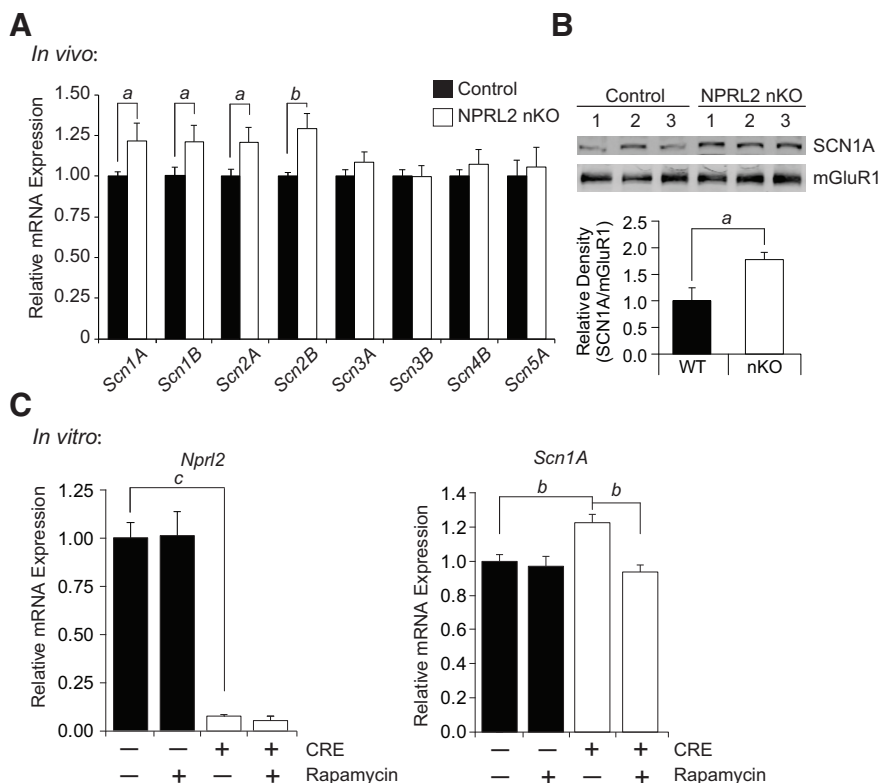 A
In vivo:
Relative mRNA Expression
1.50
1.25
1.00
0.75
0.50
0.25
0
a
a
a
b
Control
NPRL2 nKO
Scn1A
Scn1B
Scn2A
Scn2B
Scn3A
Scn3B
Scn4B
Scn5A
B
Control NPRL2 nKO
1 2 3 1 2 3
SCN1A
mGluR1
Relative Density
(SCN1A/mGluR1)
2.5
2.0
1.5
1.0
0.5
0.0
a
WT nKO
C
In vitro:
Nprl2
Relative mRNA Expression
1.25
1.00
0.75
0.50
0.25
0.00
c
— — + + CRE
— + — + Rapamycin
Scn1A
Relative mRNA Expression
1.4
1.2
1.0
0.8
0.6
0.4
0.2
0.0
b b
— — + + CRE
— + — + Rapamycin